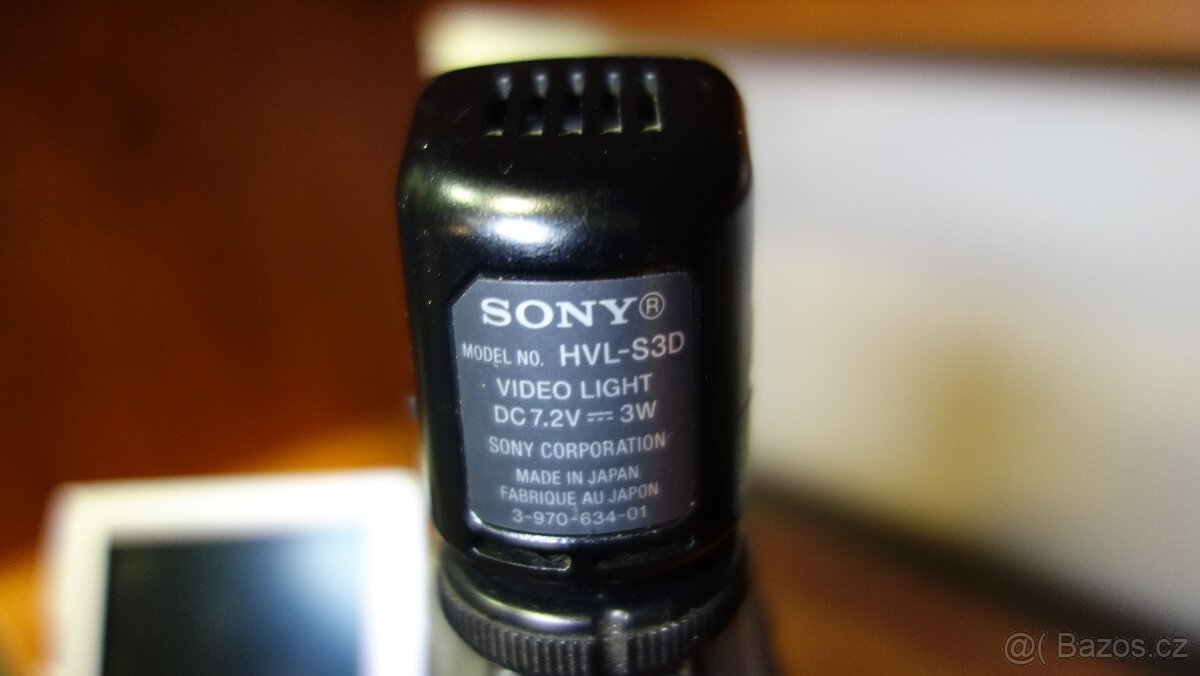 SONY®
MODEL NO. HVL-S3D
VIDEO LIGHT
DC 7.2V ⎓ 3W
SONY CORPORATION
MADE IN JAPAN
FABRIQUE AU JAPON
3-970-634-01
@( Bazos.cz